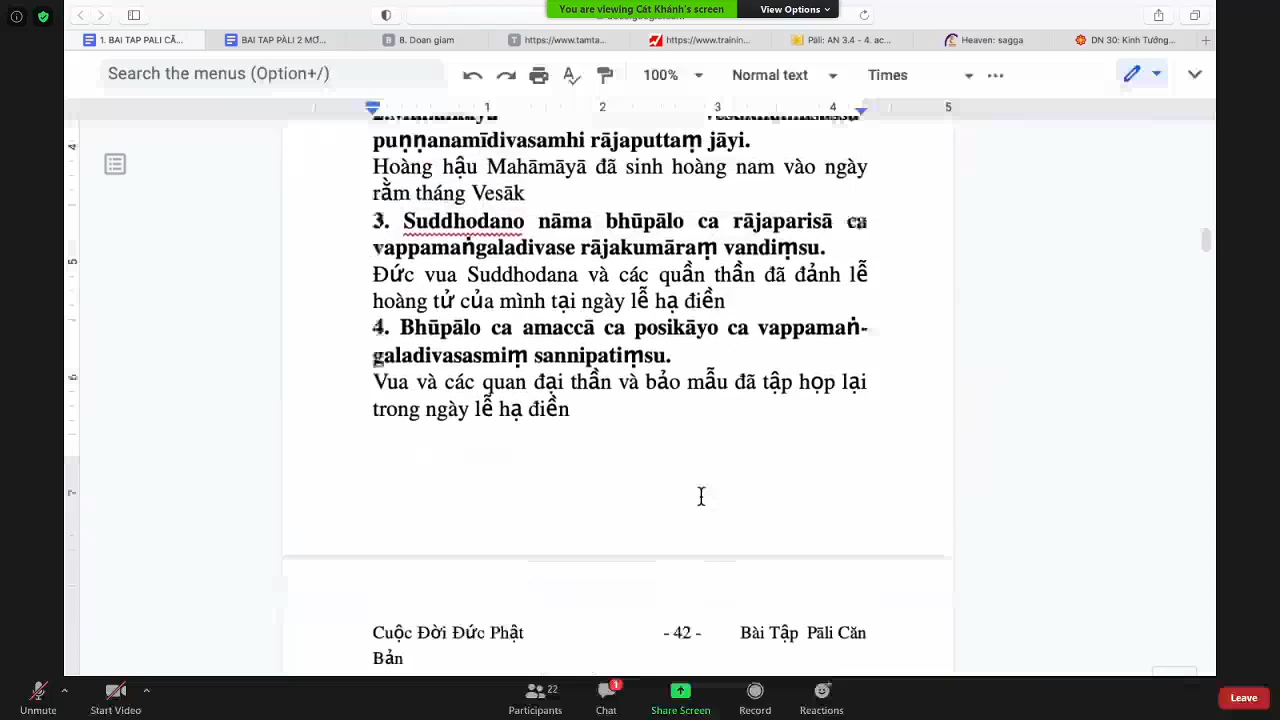 You are viewing Cát Khánh's screen
View Options
1. BAI TAP PALI CĂ...
BAI TAP PÀLI 2 MƠ...
8. Doan giam
https://www.tamta...
https://www.trainin...
Pāli: AN 3.4 - 4. ac...
Heaven: sagga
DN 30: Kinh Tướng...
Search the menus (Option+/)
100%
Normal text
Times
1 2 3 4 5
puṇṇanamīdivasamhi rājaputtaṃ jāyi.
Hoàng hậu Mahāmāyā đã sinh hoàng nam vào ngày
rằm tháng Vesāk
3. Suddhodano nāma bhūpālo ca rājaparisā ca
vappamaṅgaladivase rājakumāraṃ vandiṃsu.
Đức vua Suddhodana và các quần thần đã đảnh lễ
hoàng tử của mình tại ngày lễ hạ điền
4. Bhūpālo ca amaccā ca posikāyo ca vappamaṅ-
galadivasasmiṃ sannipatiṃsu.
Vua và các quan đại thần và bảo mẫu đã tập họp lại
trong ngày lễ hạ điền
Cuộc Đời Đức Phật - 42 - Bài Tập Pāli Căn
Bản
Unmute
Start Video
22
Participants
1
Chat
Share Screen
Record
Reactions
Leave